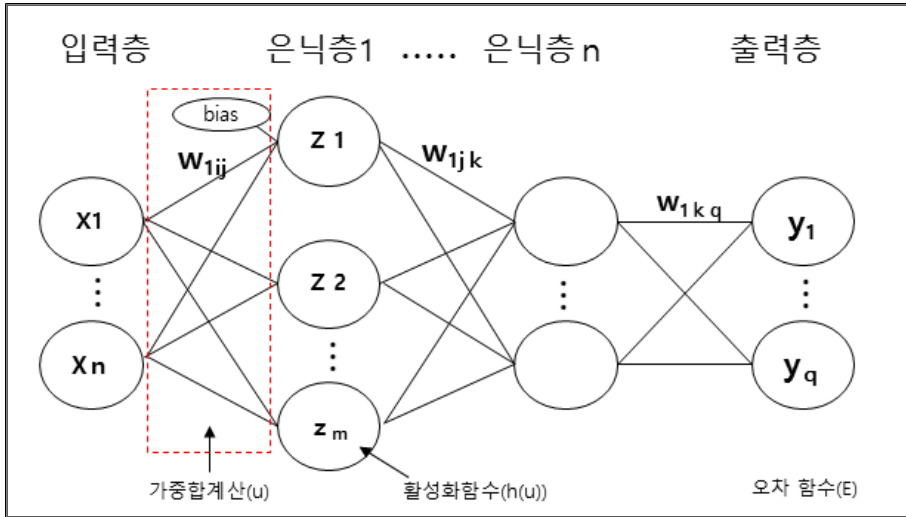 입력층 은닉층1 ..... 은닉층 n 출력층
bias
Z 1
W1ij
W1j k
X1
W1 k q
y1
Z 2
Xn
yq
z m
가중합계산(u)
활성화함수(h(u))
오차 함수(E)